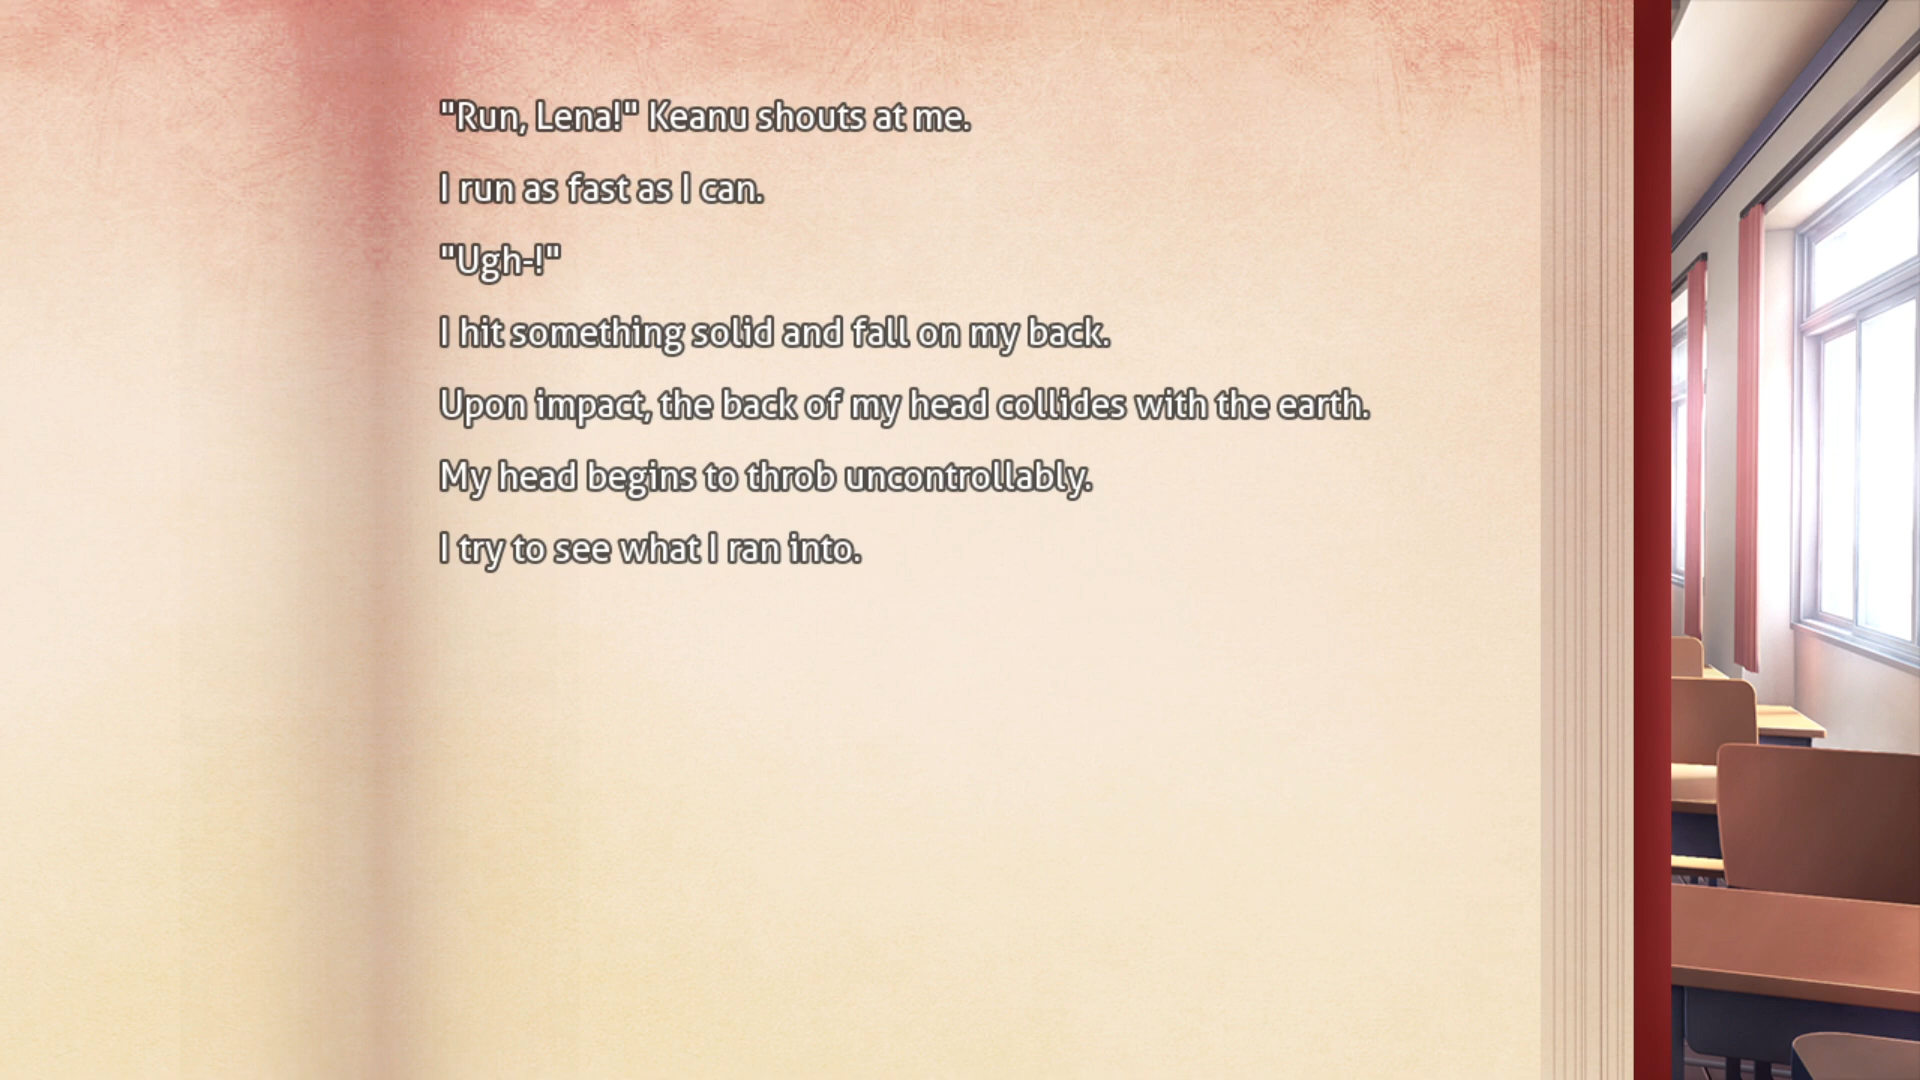 "Run, Lena!" Keanu shouts at me.
I run as fast as I can.
"Ugh-!"
I hit something solid and fall on my back.
Upon impact, the back of my head collides with the earth.
My head begins to throb uncontrollably.
I try to see what I ran into.